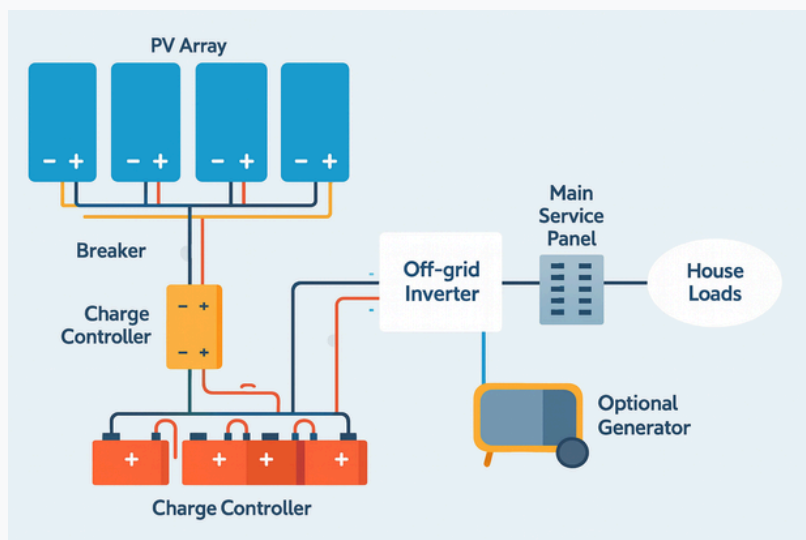 PV Array
− + − + − + − +
Breaker
Charge
Controller
− +
− +
Off-grid
Inverter
Main
Service
Panel
House
Loads
Optional
Generator
+ + + +
Charge Controller